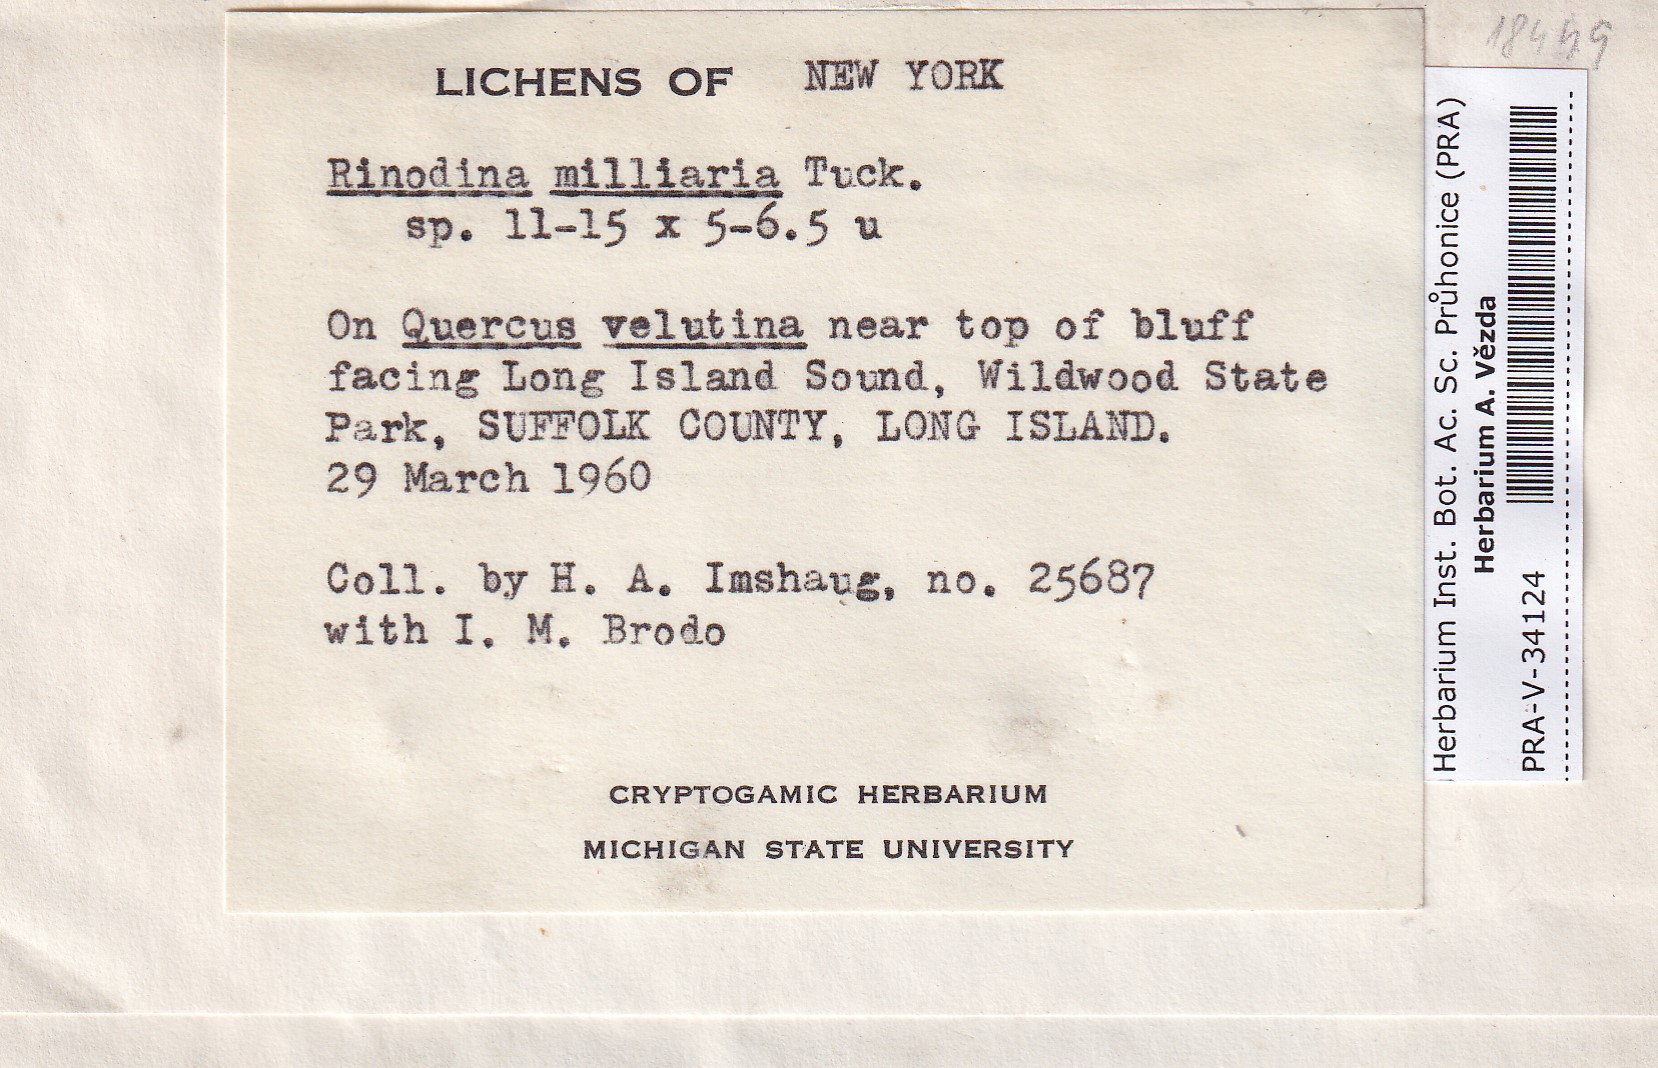 LICHENS OF NEW YORK
Rinodina milliaria Tuck.
sp. 11-15 x 5-6.5 u
On Quercus velutina near top of bluff
facing Long Island Sound, Wildwood State
Park, SUFFOLK COUNTY, LONG ISLAND.
29 March 1960
Coll. by H. A. Imshaug, no. 25687
with I. M. Brodo
CRYPTOGAMIC HERBARIUM
MICHIGAN STATE UNIVERSITY
Herbarium Inst. Bot. Ac. Sc. Průhonice (PRA)
Herbarium A. Vězda
PRA-V-34124